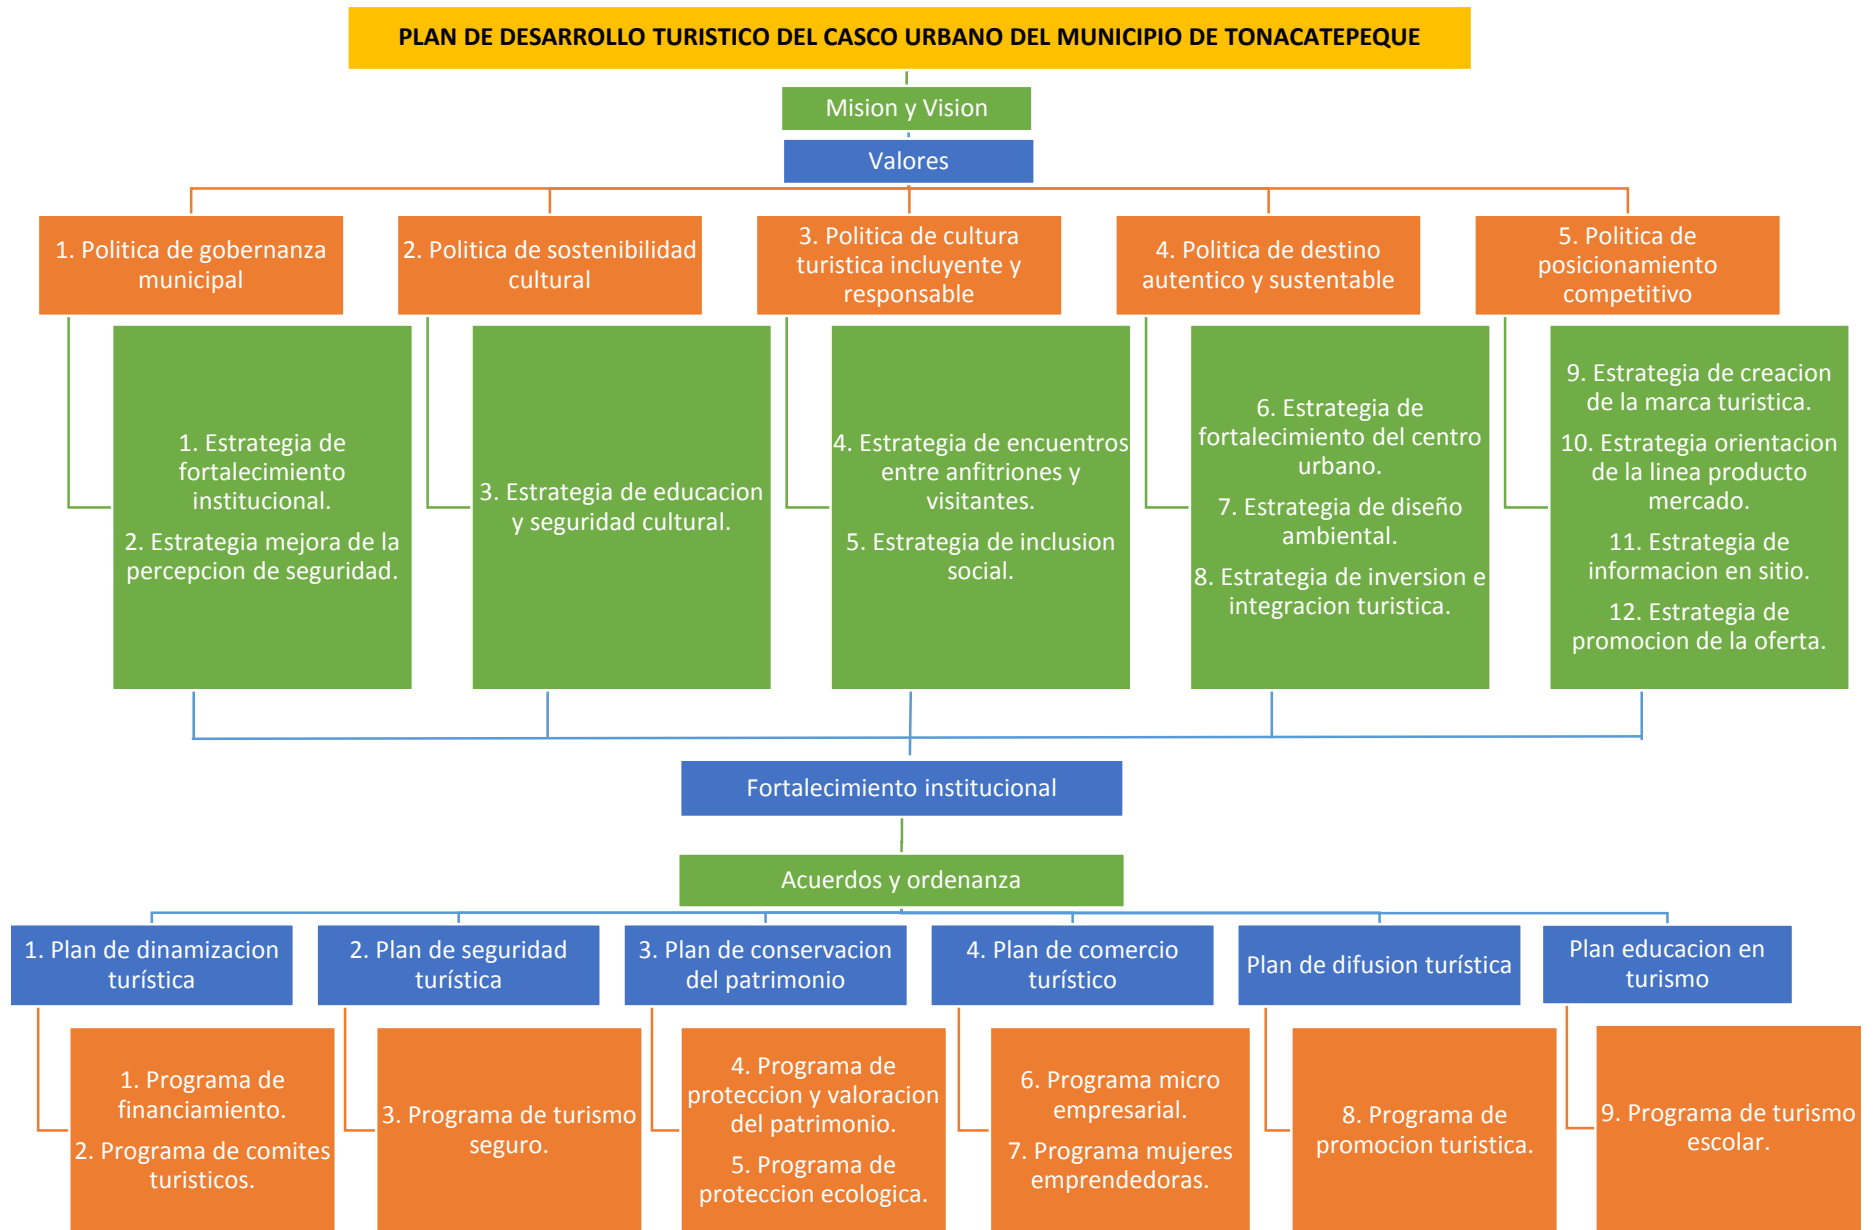 PLAN DE DESARROLLO TURISTICO DEL CASCO URBANO DEL MUNICIPIO DE TONACATEPEQUE
Mision y Vision
Valores
1. Politica de gobernanza
municipal
2. Politica de sostenibilidad
cultural
3. Politica de cultura
turistica incluyente y
responsable
4. Politica de destino
autentico y sustentable
5. Politica de
posicionamiento
competitivo
1. Estrategia de
fortalecimiento
institucional.
2. Estrategia mejora de la
percepcion de seguridad.
3. Estrategia de educacion
y seguridad cultural.
4. Estrategia de encuentros
entre anfitriones y
visitantes.
5. Estrategia de inclusion
social.
6. Estrategia de
fortalecimiento del centro
urbano.
7. Estrategia de diseño
ambiental.
8. Estrategia de inversion e
integracion turistica.
9. Estrategia de creacion
de la marca turistica.
10. Estrategia orientacion
de la linea producto
mercado.
11. Estrategia de
informacion en sitio.
12. Estrategia de
promocion de la oferta.
Fortalecimiento institucional
Acuerdos y ordenanza
1. Plan de dinamizacion
turística
2. Plan de seguridad
turística
3. Plan de conservacion
del patrimonio
4. Plan de comercio
turístico
Plan de difusion turística
Plan educacion en
turismo
1. Programa de
financiamiento.
2. Programa de comites
turisticos.
3. Programa de turismo
seguro.
4. Programa de
proteccion y valoracion
del patrimonio.
5. Programa de
proteccion ecologica.
6. Programa micro
empresarial.
7. Programa mujeres
emprendedoras.
8. Programa de
promocion turistica.
9. Programa de turismo
escolar.